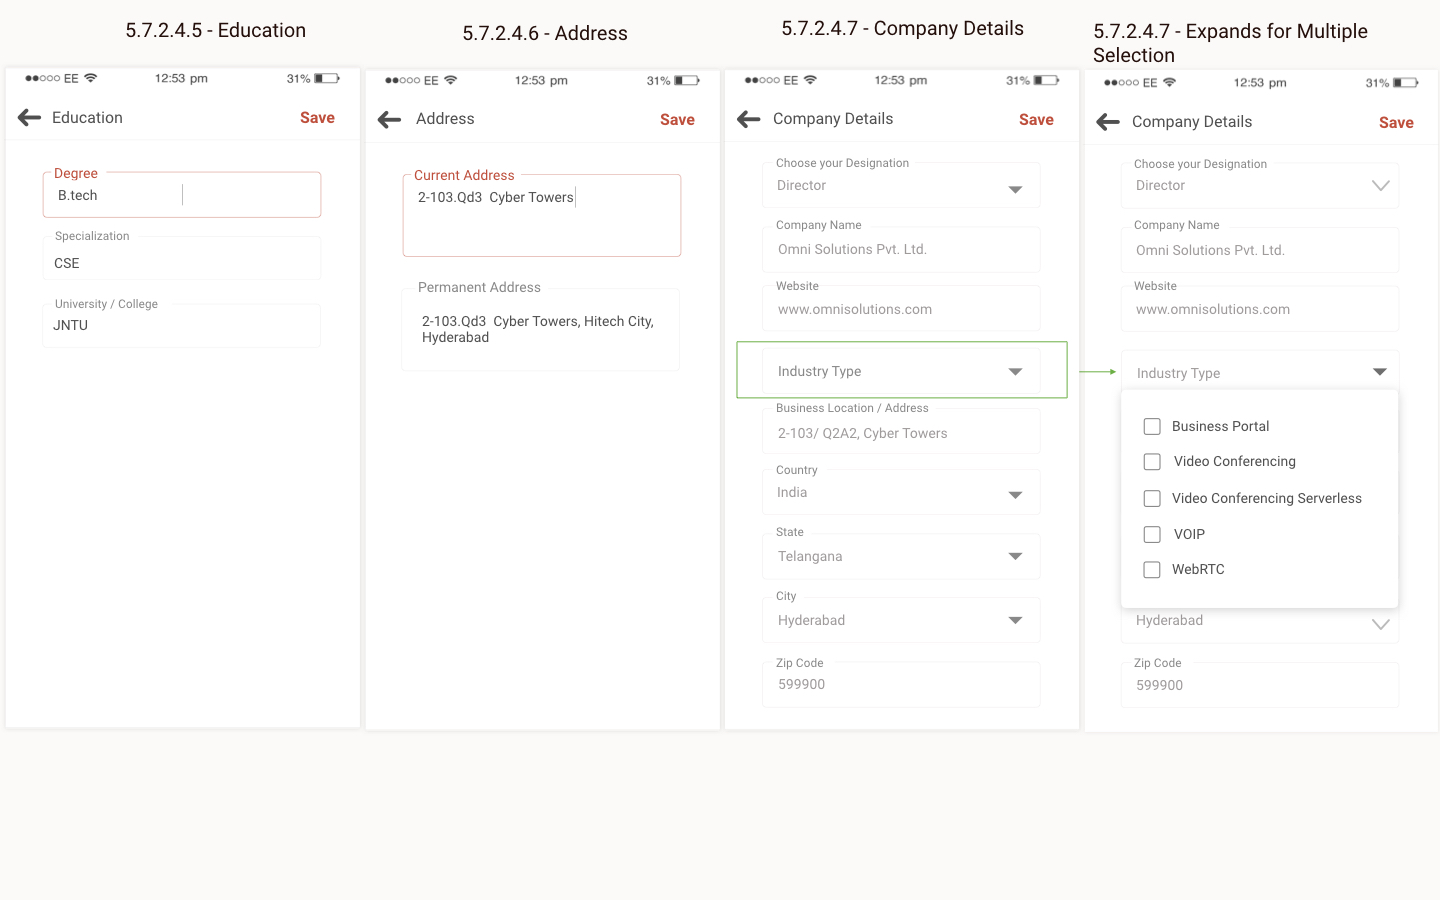 5.7.2.4.5 - Education
EE 12:53 pm 31%
Education Save
Degree
B.tech
Specialization
CSE
University / College
JNTU
5.7.2.4.6 - Address
EE 12:53 pm 31%
Address Save
Current Address
2-103.Qd3 Cyber Towers
Permanent Address
2-103.Qd3 Cyber Towers, Hitech City,
Hyderabad
5.7.2.4.7 - Company Details
EE 12:53 pm 31%
Company Details Save
Choose your Designation
Director
Company Name
Omni Solutions Pvt. Ltd.
Website
www.omnisolutions.com
Industry Type
Business Location / Address
2-103/ Q2A2, Cyber Towers
Country
India
State
Telangana
City
Hyderabad
Zip Code
599900
5.7.2.4.7 - Expands for Multiple
Selection
EE 12:53 pm 31%
Company Details Save
Choose your Designation
Director
Company Name
Omni Solutions Pvt. Ltd.
Website
www.omnisolutions.com
Industry Type
Business Portal
Video Conferencing
Video Conferencing Serverless
VOIP
WebRTC
Hyderabad
Zip Code
599900